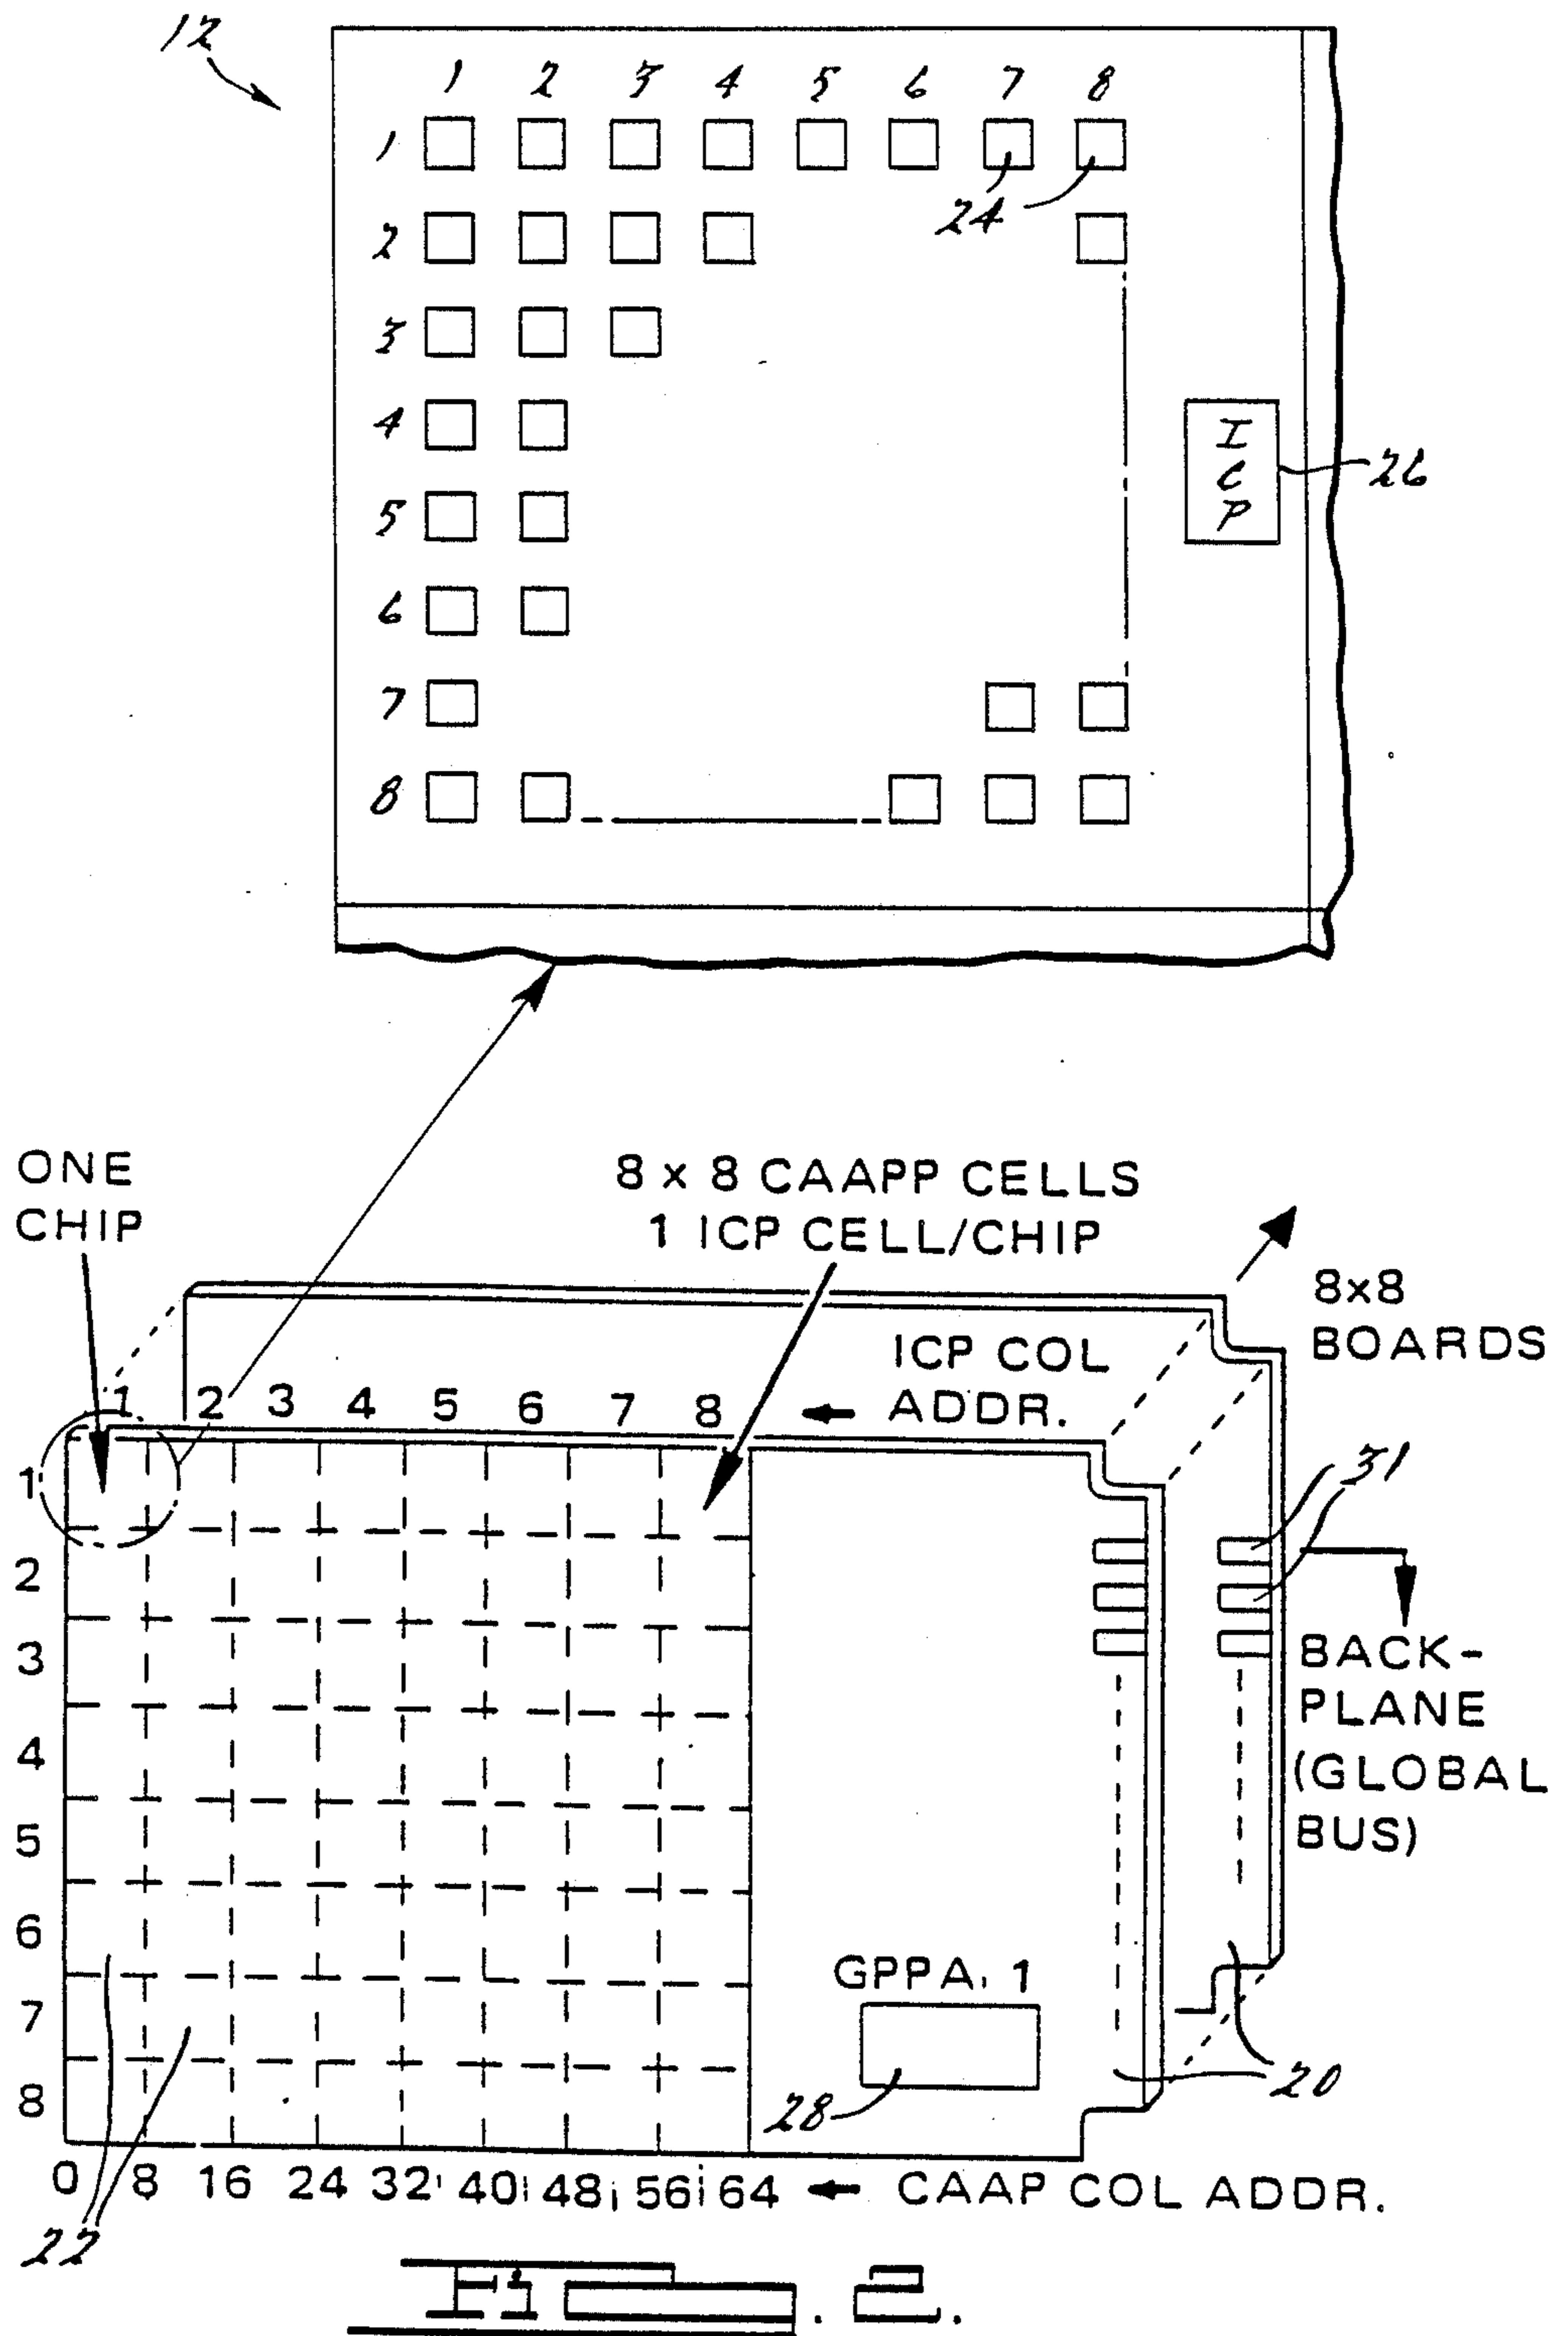 12
1 2 3 4 5 6 7 8
1
24
2
3
4
I
C
P
26
5
6
7
8
ONE
CHIP
8 x 8 CAAPP CELLS
1 ICP CELL/CHIP
8x8
BOARDS
ICP COL
ADDR.
1 2 3 4 5 6 7 8
1
31
2
3
BACK-
PLANE
(GLOBAL
BUS)
4
5
6
GPPA. 1
7
28
20
8
0 8 16 24 32 40 48 56 64 CAAP COL ADDR.
22
Fig. 2.